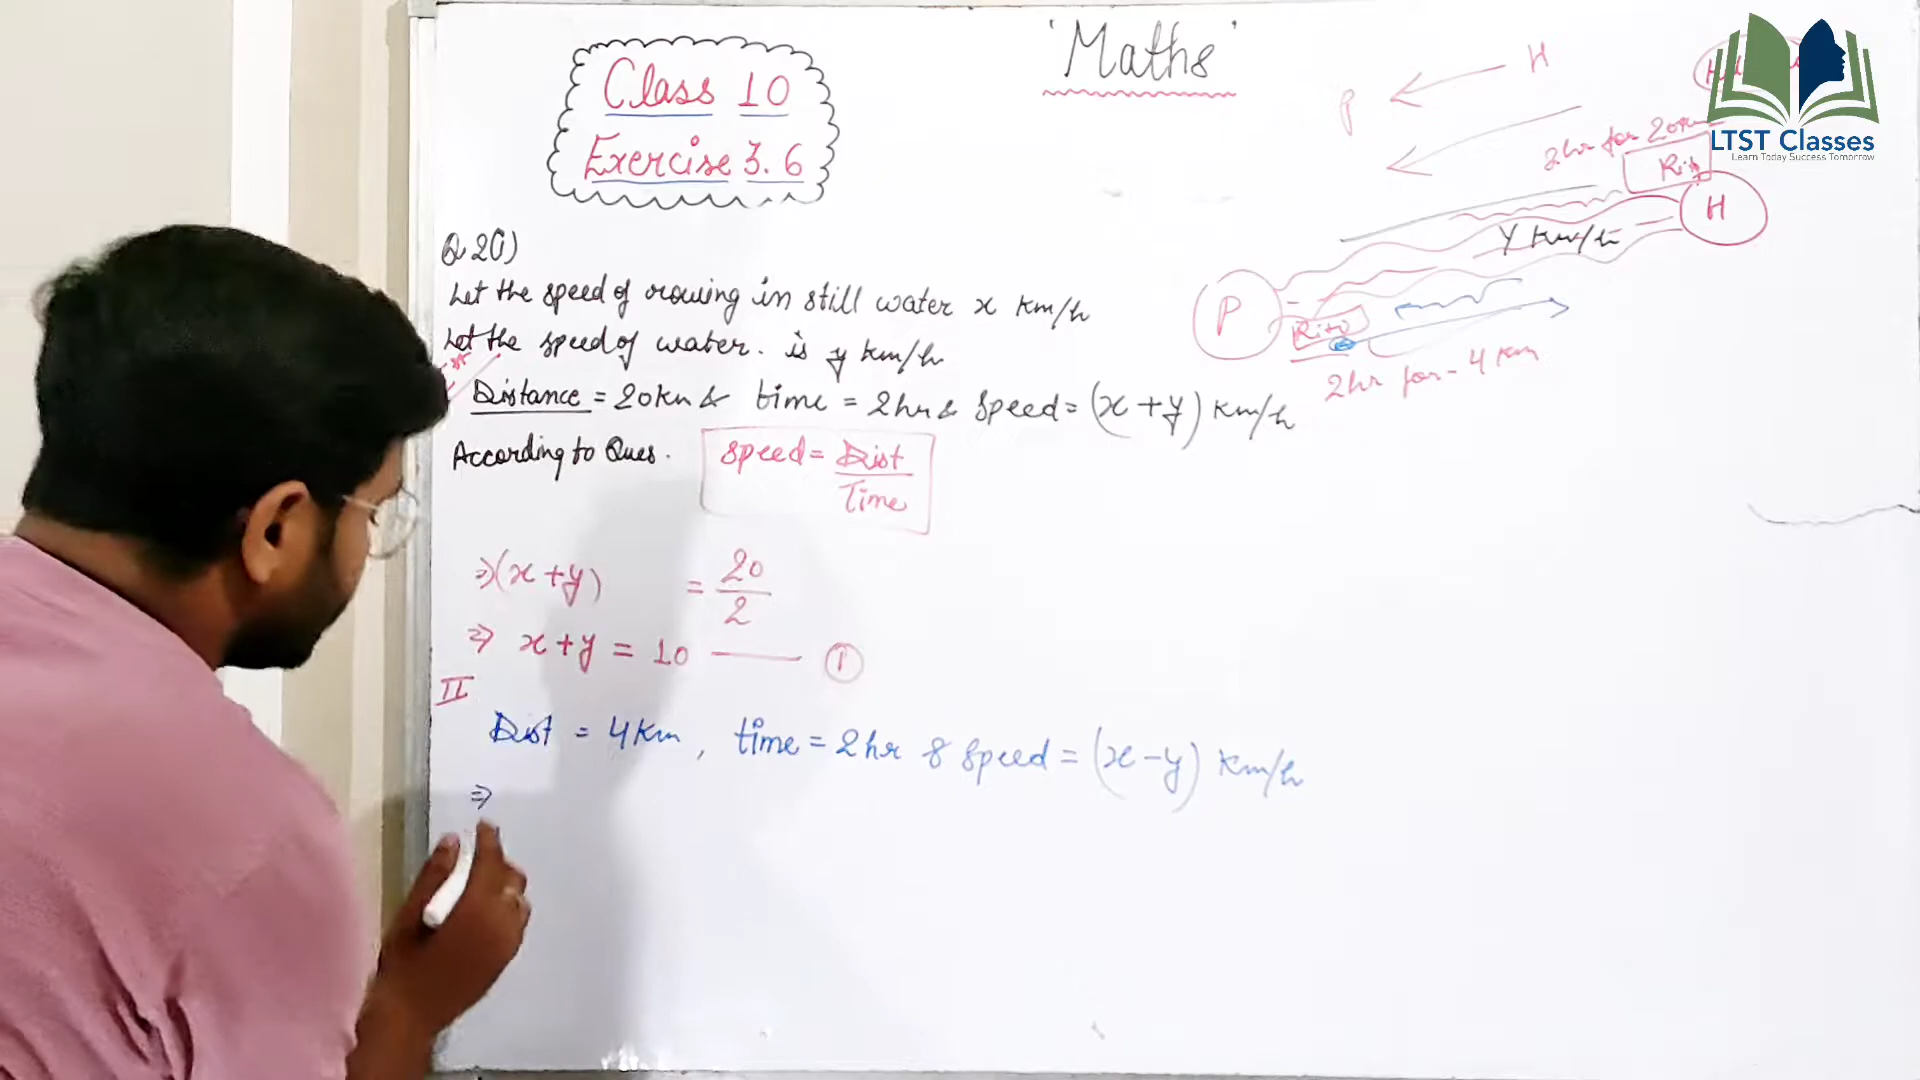 'Maths'
Class 10
Exercise 3.6
LTST Classes
Learn Today Success Tomorrow
P
H
2hr for 20km
H
Y Km/h
P
2hr for - 4 Km
Q 2(i)
Let the speed of rowing in still water x Km/h
Let the speed of water. is y Km/h
Distance = 20km & time = 2hr & Speed = (x + y) Km/h
According to Ques.
Speed = Dist / Time
⇒ (x + y) = 20 / 2
⇒ x + y = 10 —— ①
II
Dist = 4Km, time = 2hr & Speed = (x - y) Km/h
⇒